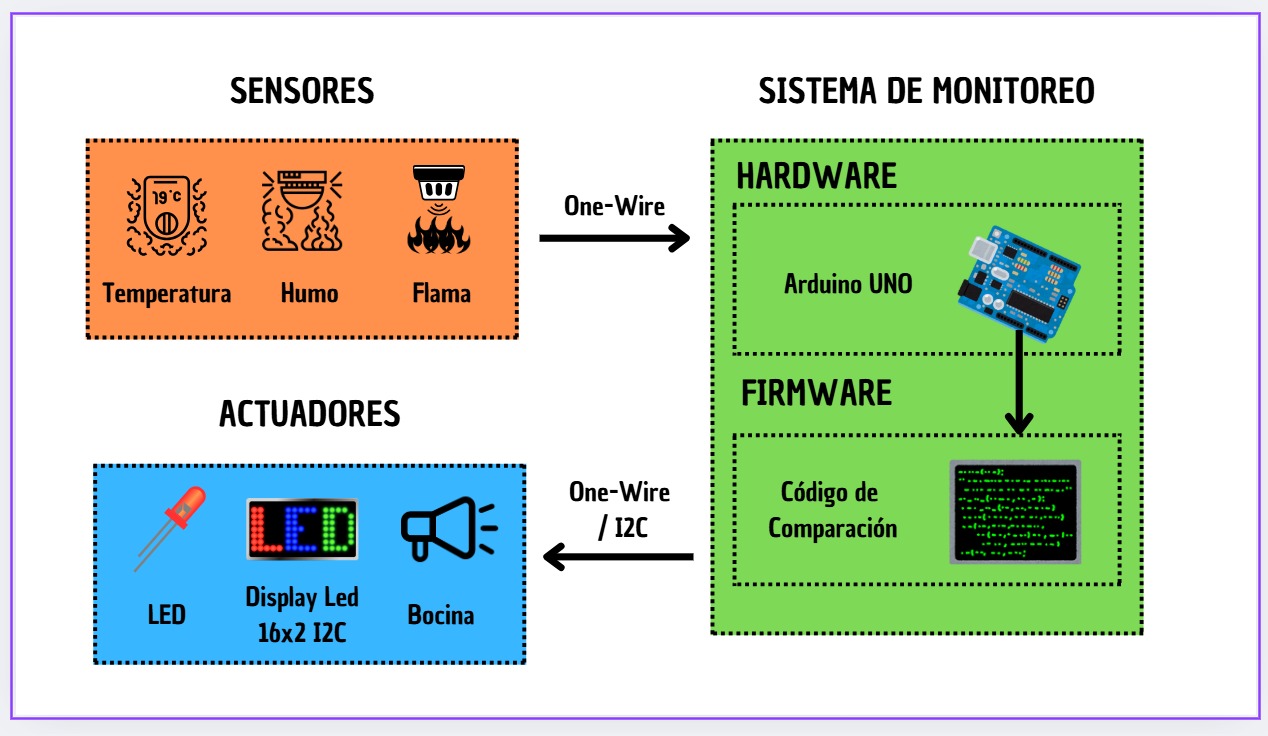 SENSORES
19°C
Temperatura
Humo
Flama
One-Wire
SISTEMA DE MONITOREO
HARDWARE
Arduino UNO
FIRMWARE
Código de
Comparación
One-Wire
/ I2C
ACTUADORES
LED
LED
Display Led
16x2 I2C
Bocina